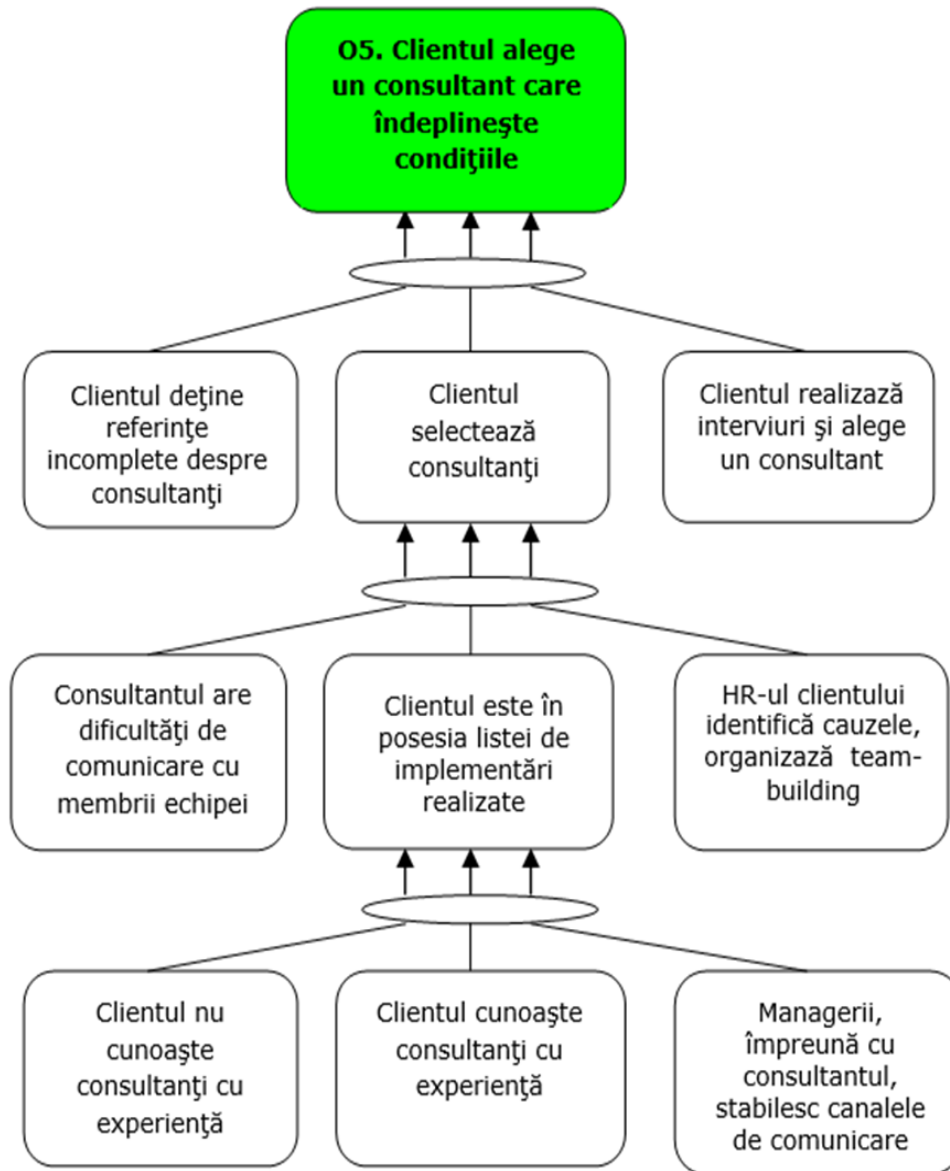 O5. Clientul alege
un consultant care
îndeplineşte
condiţiile
Clientul deţine
referinţe
incomplete despre
consultanţi
Clientul
selectează
consultanţi
Clientul realizază
interviuri şi alege
un consultant
Consultantul are
dificultăţi de
comunicare cu
membrii echipei
Clientul este în
posesia listei de
implementări
realizate
HR-ul clientului
identifică cauzele,
organizază team-
building
Clientul nu
cunoaşte
consultanţi cu
experienţă
Clientul cunoaşte
consultanţi cu
experienţă
Managerii,
împreună cu
consultantul,
stabilesc canalele
de comunicare